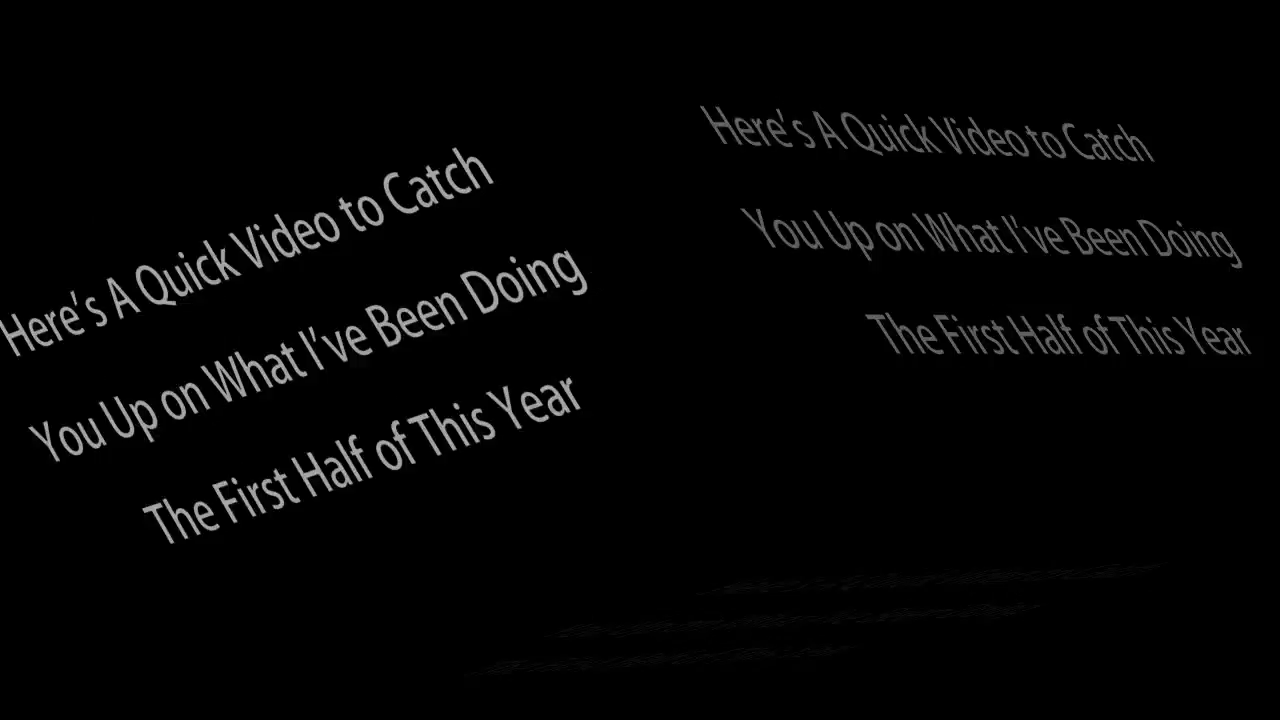 Here's A Quick Video to Catch
You Up on What I've Been Doing
The First Half of This Year
Here's A Quick Video to Catch
You Up on What I've Been Doing
The First Half of This Year